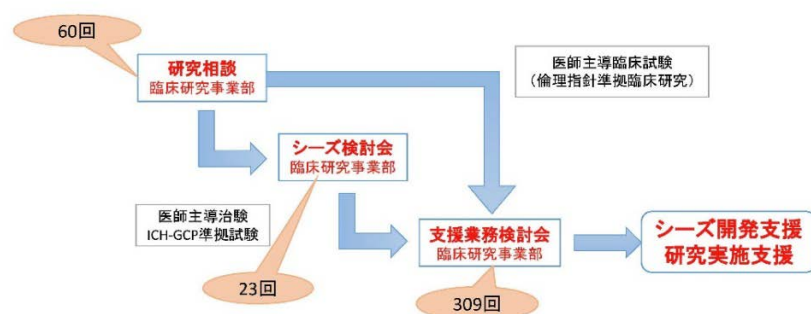 60回
研究相談
臨床研究事業部
医師主導臨床試験
（倫理指針準拠臨床研究）
シーズ検討会
臨床研究事業部
医師主導治験
ICH-GCP準拠試験
支援業務検討会
臨床研究事業部
シーズ開発支援
研究実施支援
23回
309回